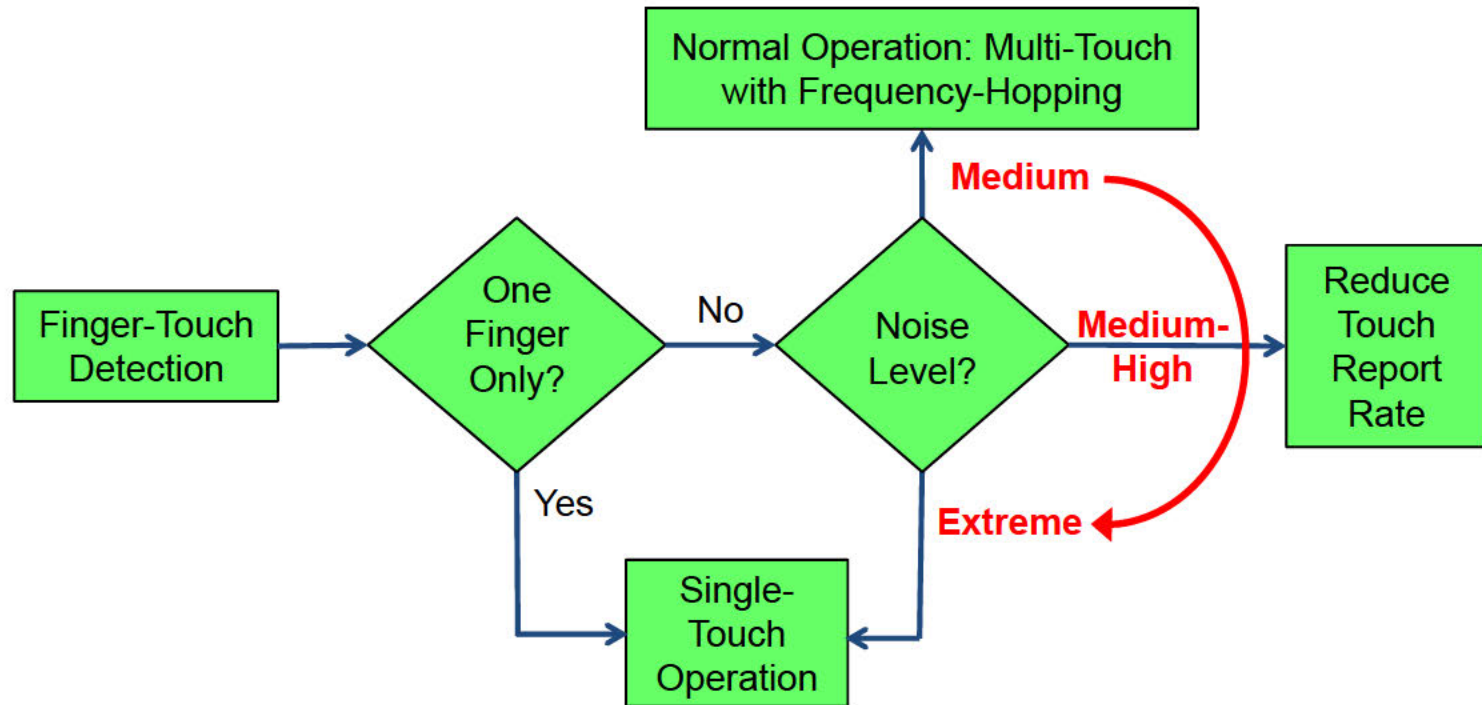 Normal Operation: Multi-Touch
with Frequency-Hopping
Medium
One
Finger
Only?
No
Noise
Level?
Medium-
High
Reduce
Touch
Report
Rate
Finger-Touch
Detection
Yes
Extreme
Single-
Touch
Operation